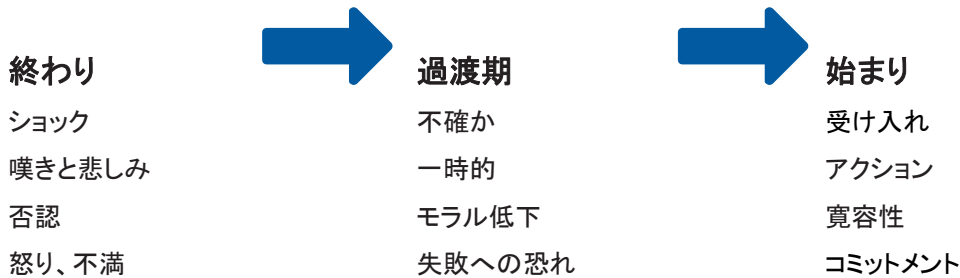 終わり
ショック
嘆きと悲しみ
否認
怒り、不満
過渡期
不確か
一時的
モラル低下
失敗への恐れ
始まり
受け入れ
アクション
寛容性
コミットメント